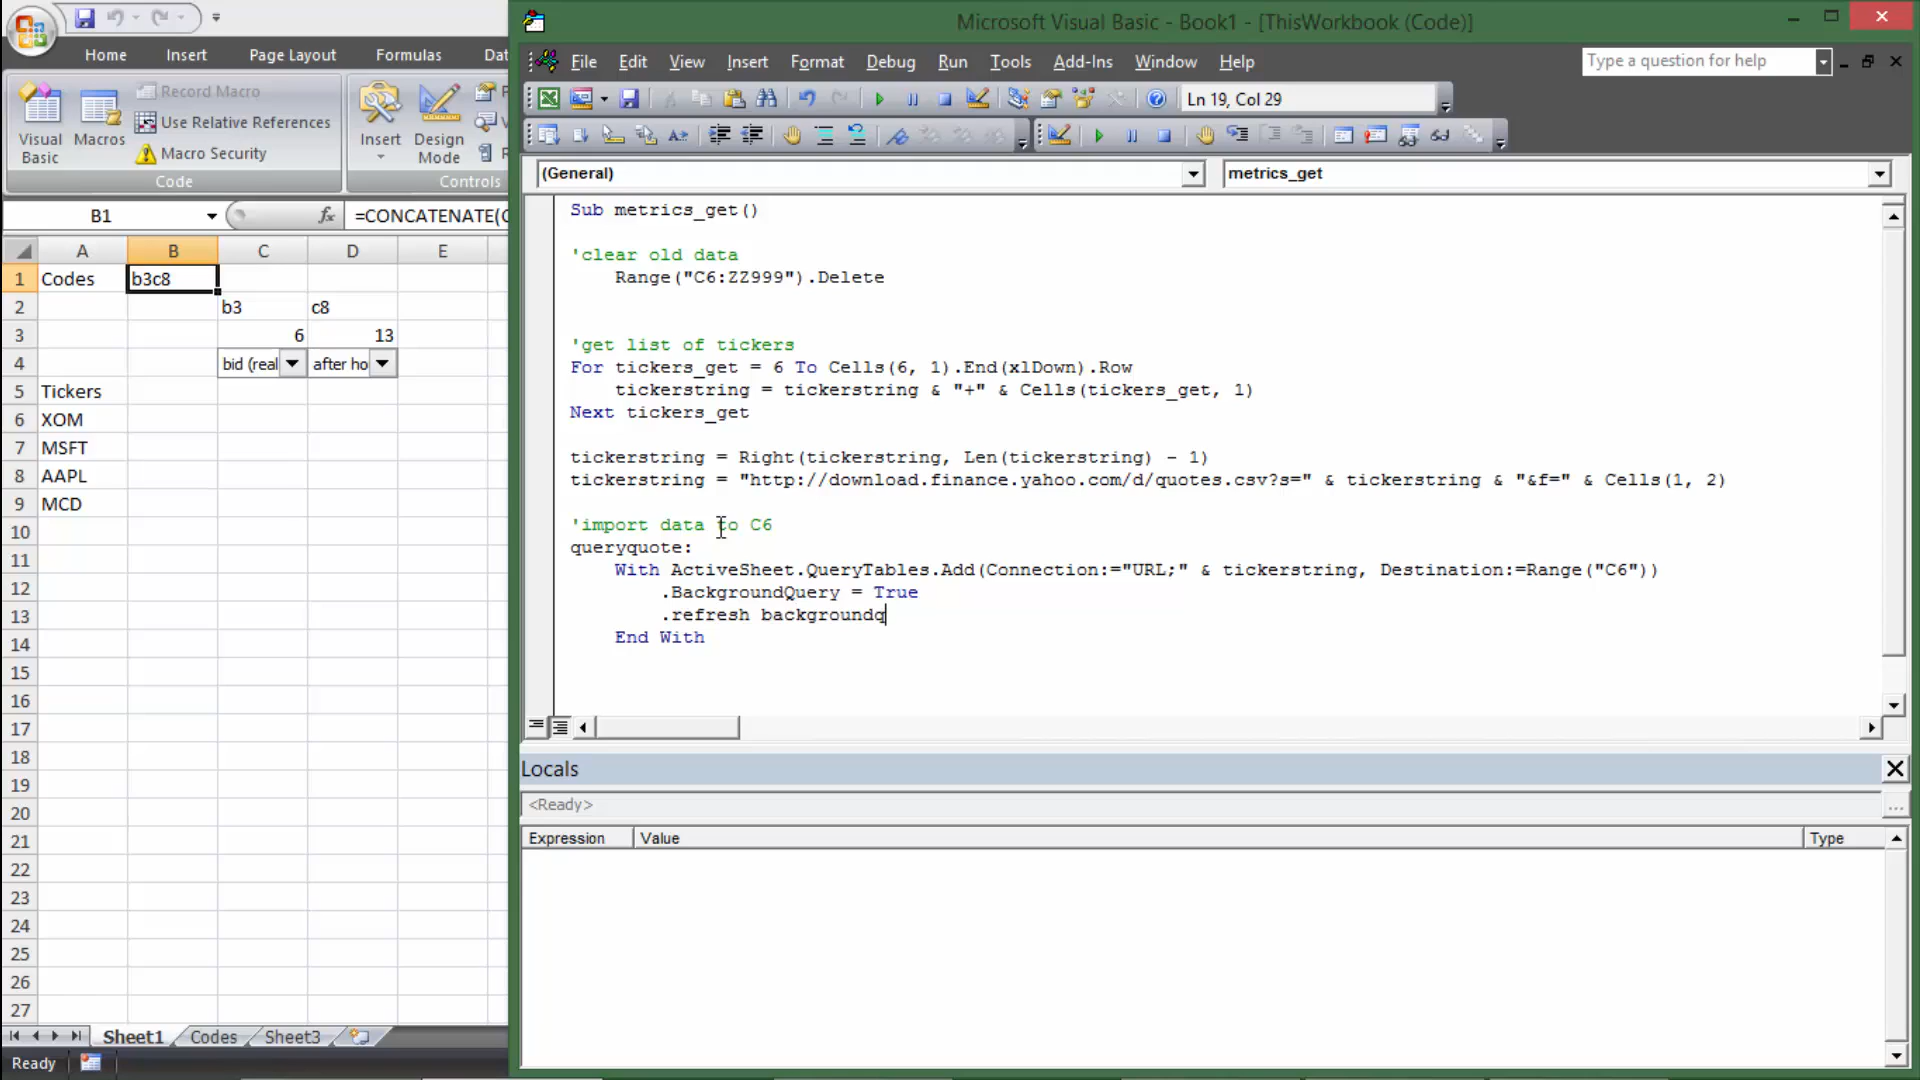 Microsoft Visual Basic - Book1 - [ThisWorkbook (Code)]
Home Insert Page Layout Formulas Dat
File Edit View Insert Format Debug Run Tools Add-Ins Window Help
Type a question for help
Record Macro
Use Relative References
Macro Security
Visual Basic
Macros
Insert
Design Mode
Code
Controls
Ln 19, Col 29
(General)
metrics_get
B1
fx
=CONCATENATE(C
A B C D E
1 Codes b3c8
2 b3 c8
3 6 13
4 bid (real after ho
5 Tickers
6 XOM
7 MSFT
8 AAPL
9 MCD
10
11
12
13
14
15
16
17
18
19
20
21
22
23
24
25
26
27
Sheet1 Codes Sheet3
Ready
Sub metrics_get()
'clear old data
Range("C6:ZZ999").Delete
'get list of tickers
For tickers_get = 6 To Cells(6, 1).End(xlDown).Row
tickerstring = tickerstring & "+" & Cells(tickers_get, 1)
Next tickers_get
tickerstring = Right(tickerstring, Len(tickerstring) - 1)
tickerstring = "http://download.finance.yahoo.com/d/quotes.csv?s=" & tickerstring & "&f=" & Cells(1, 2)
'import data to C6
queryquote:
With ActiveSheet.QueryTables.Add(Connection:="URL;" & tickerstring, Destination:=Range("C6"))
.BackgroundQuery = True
.refresh backgroundq
End With
Locals
<Ready>
...
Expression Value Type